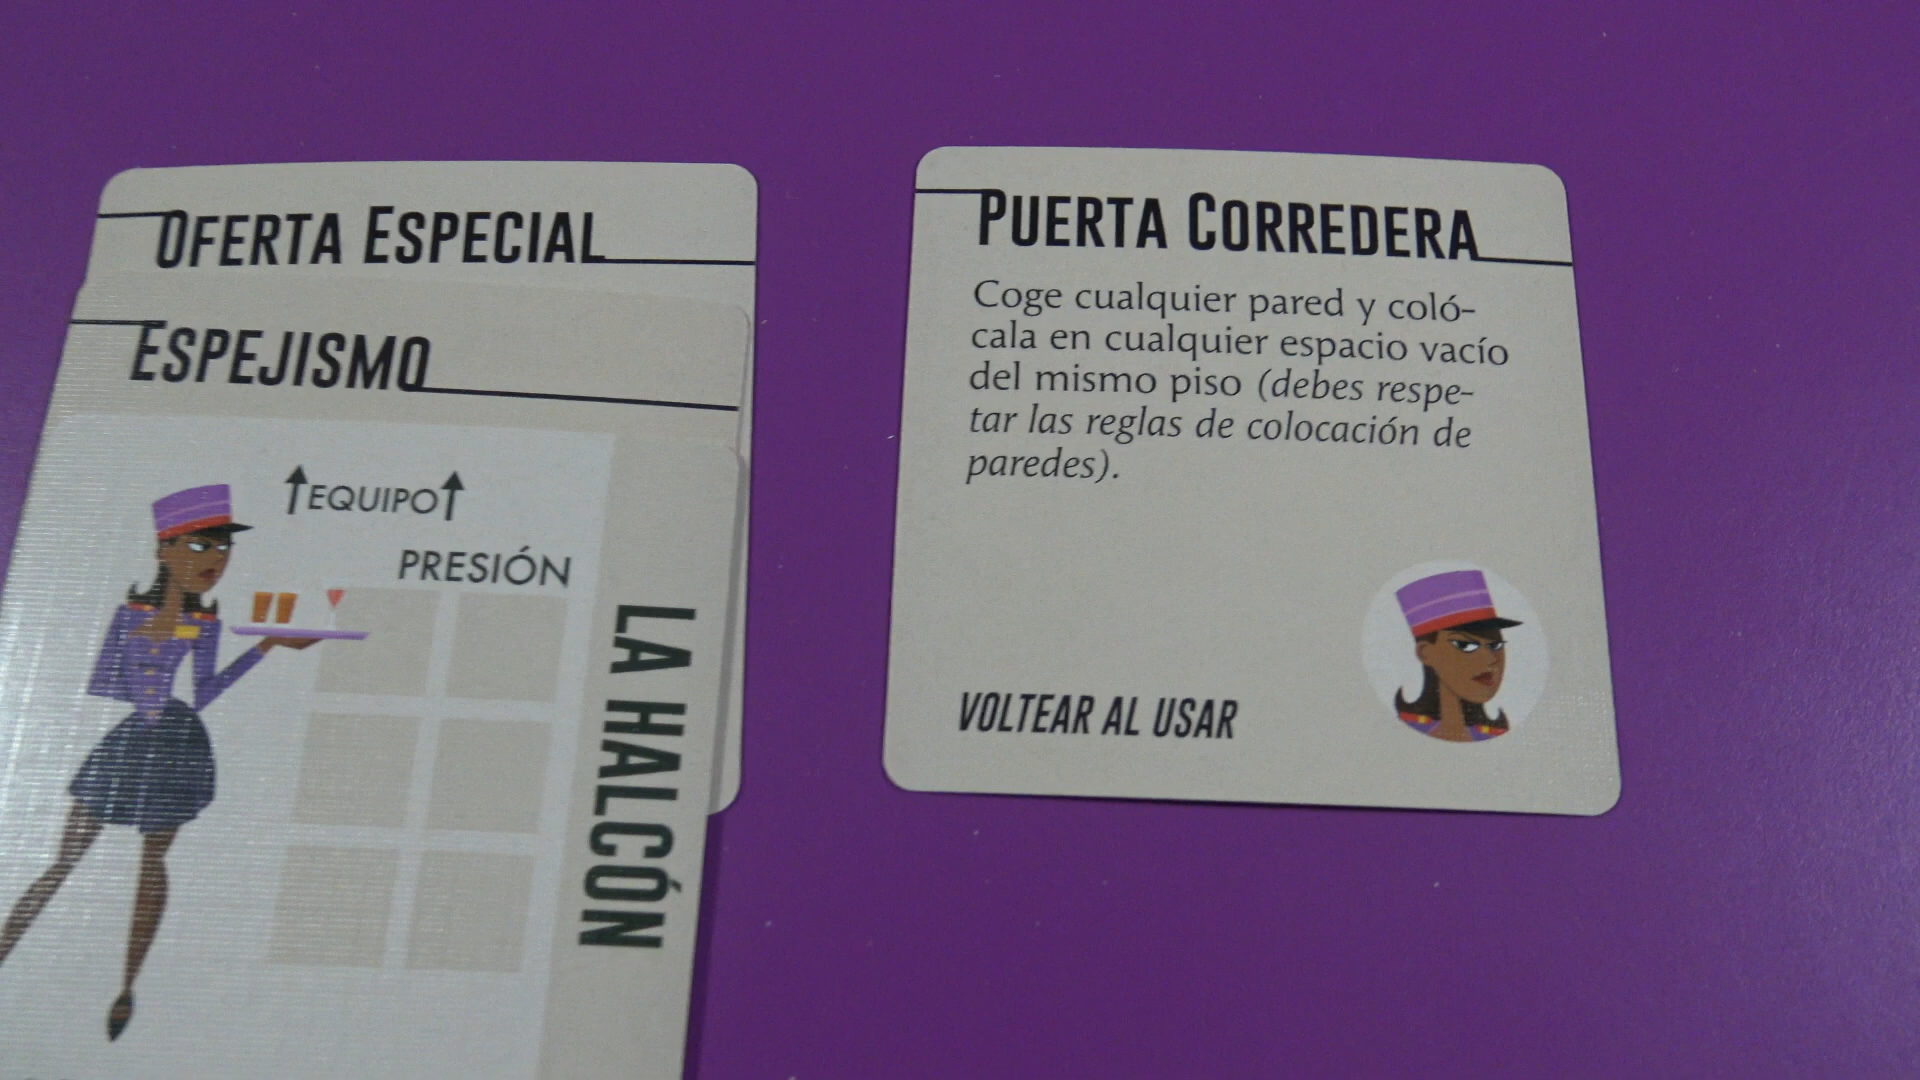 OFERTA ESPECIAL
ESPEJISMO
↑EQUIPO↑
PRESIÓN
LA HALCÓN
PUERTA CORREDERA
Coge cualquier pared y coló-
cala en cualquier espacio vacío
del mismo piso (debes respe-
tar las reglas de colocación de
paredes).
VOLTEAR AL USAR